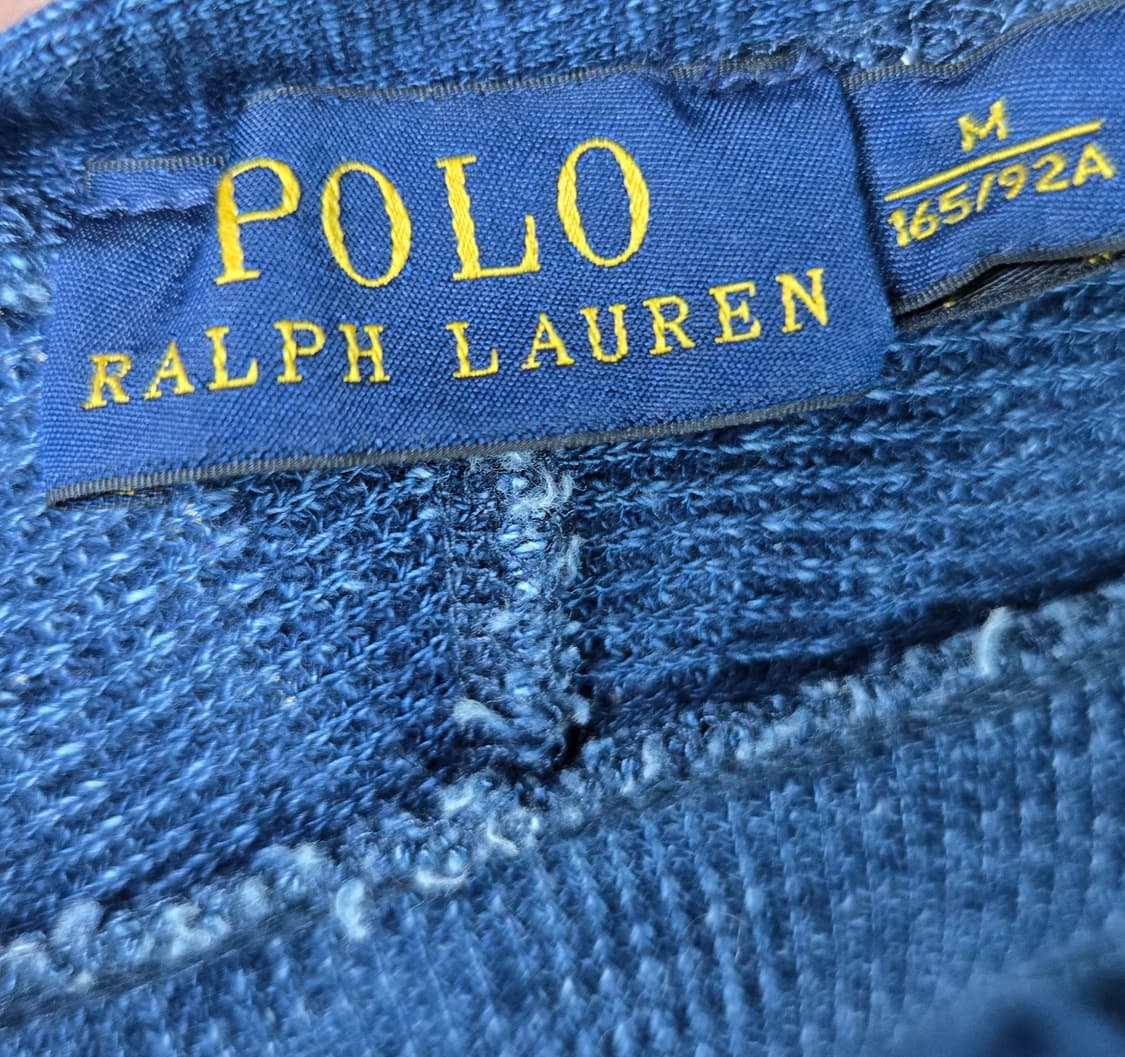 POLO
RALPH LAUREN
M
165/92A